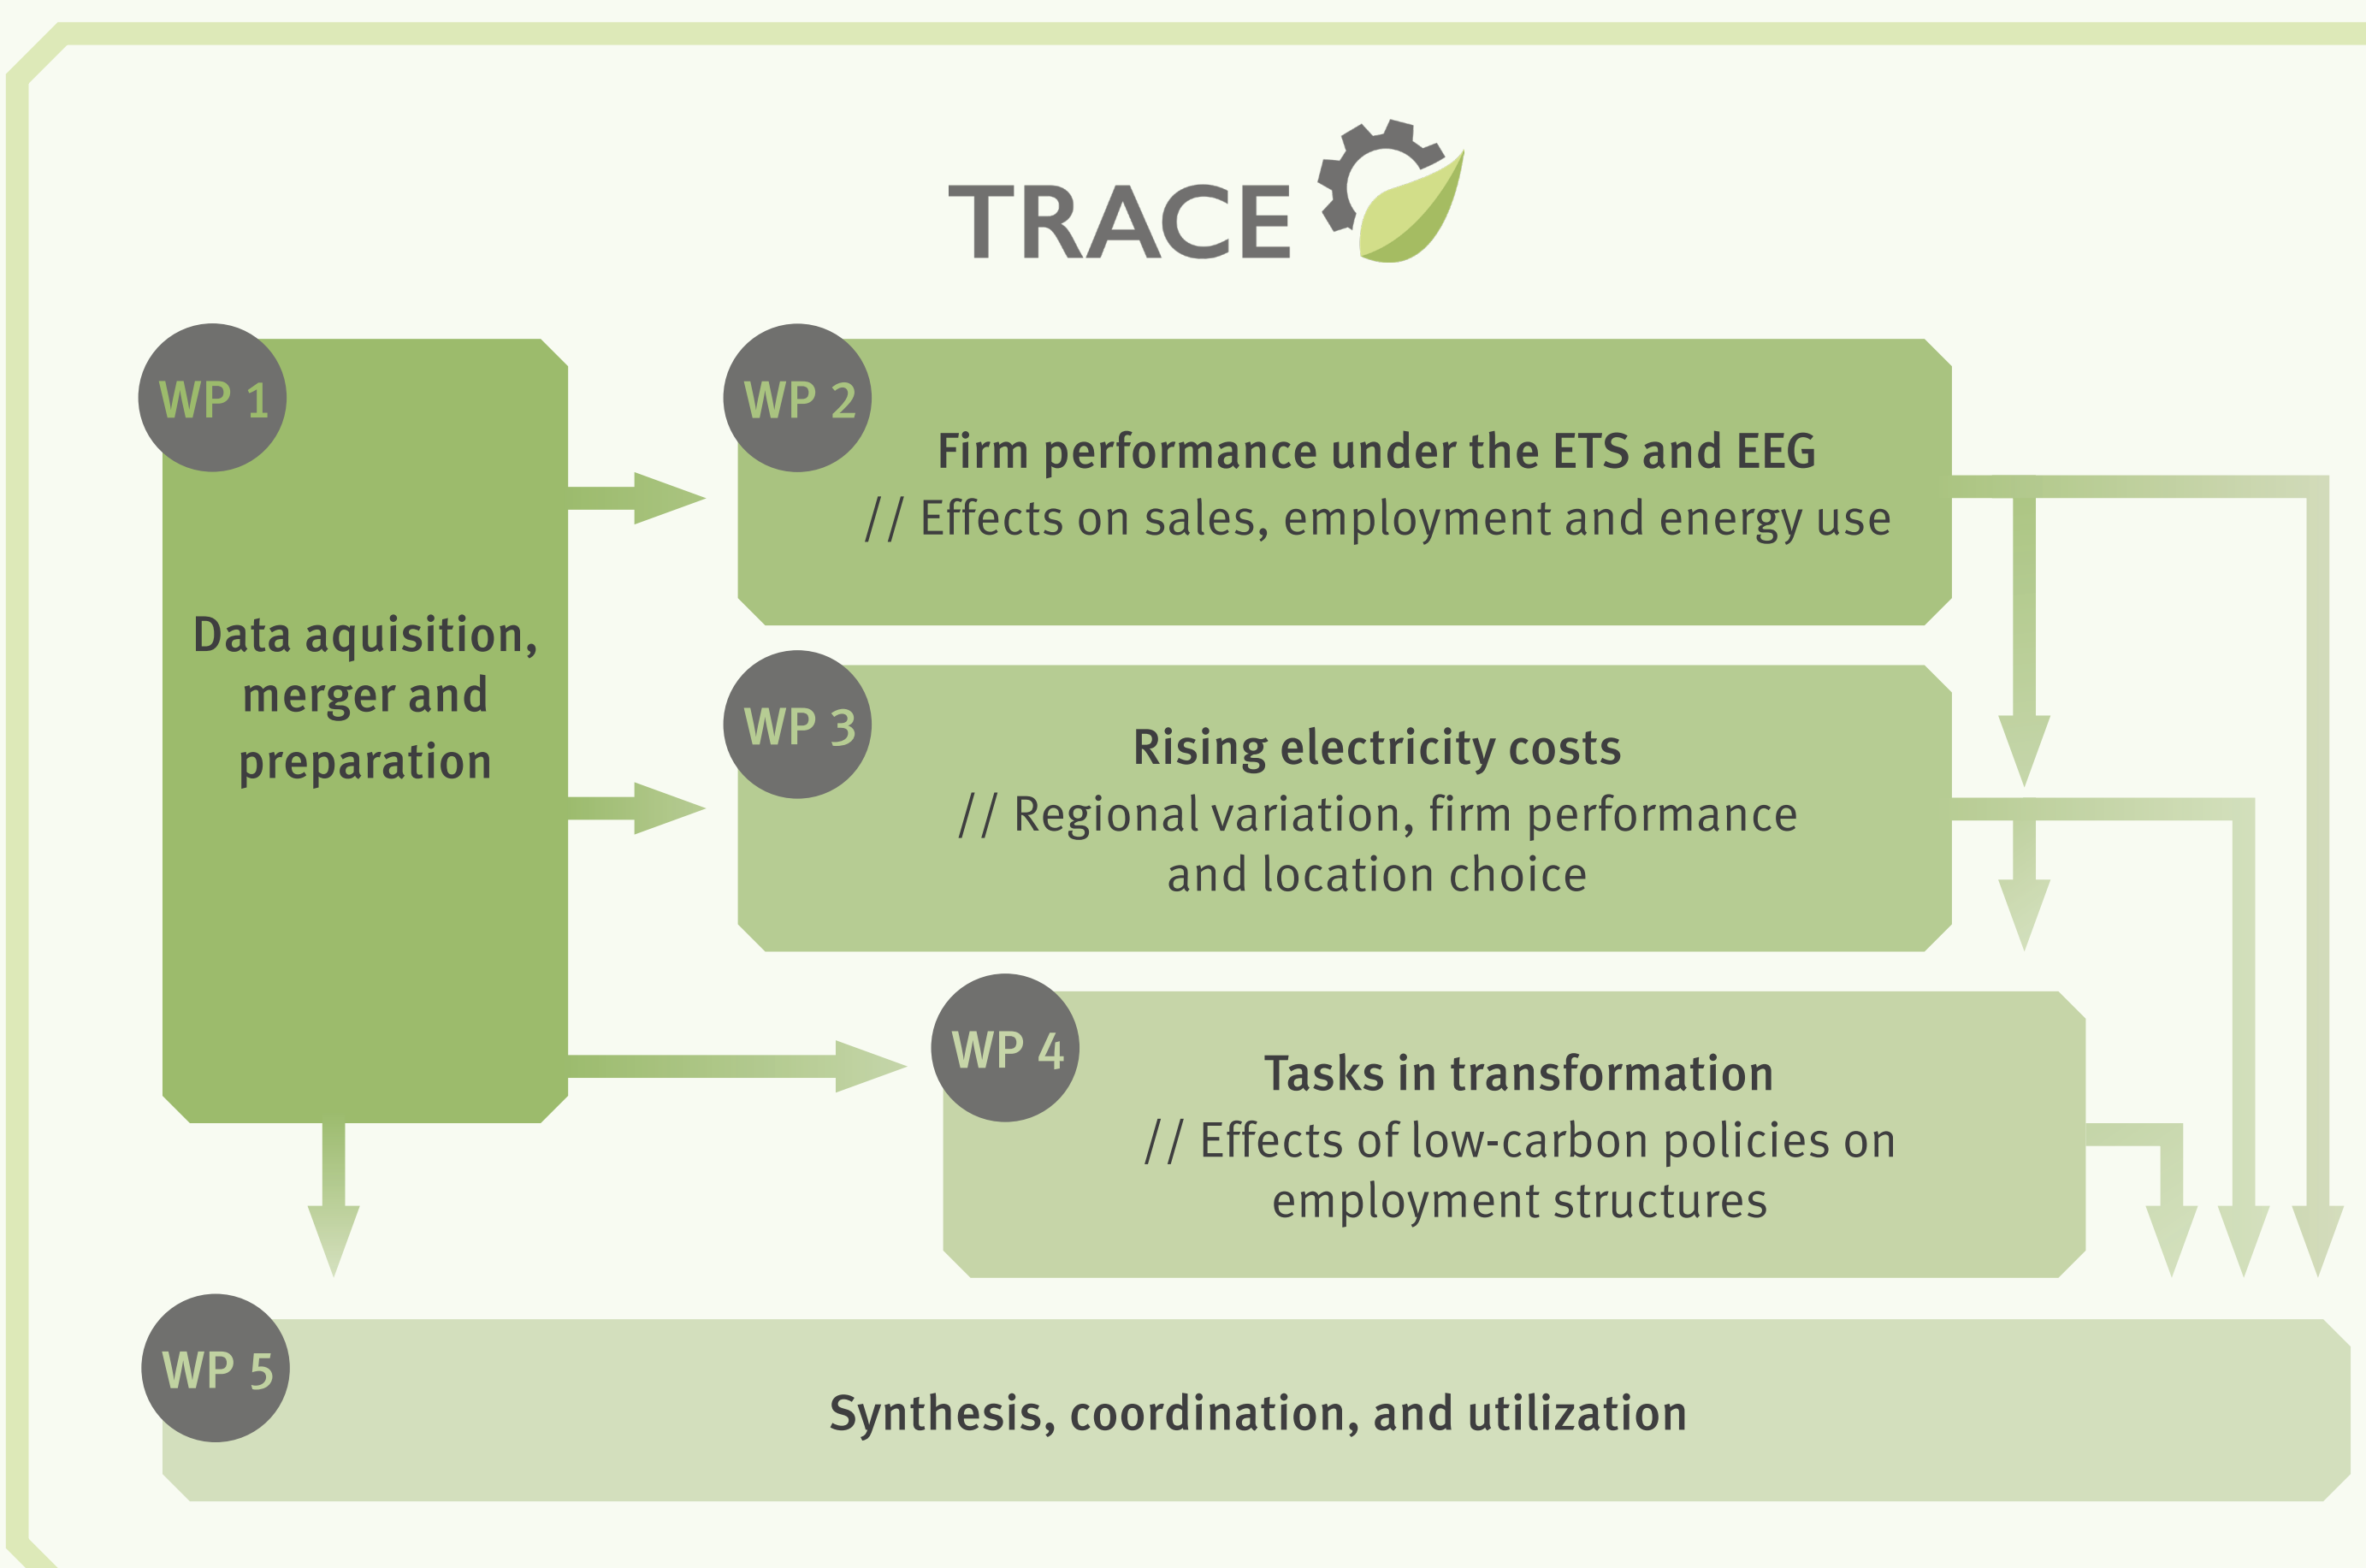 TRACE
WP 1
Data aquisition,
merger and
preparation
WP 2
Firm performance under the ETS and EEG
// Effects on sales, employment and energy use
WP 3
Rising electricity costs
// Regional variation, firm performance
and location choice
WP 4
Tasks in transformation
// Effects of low-carbon policies on
employment structures
WP 5
Synthesis, coordination, and utilization